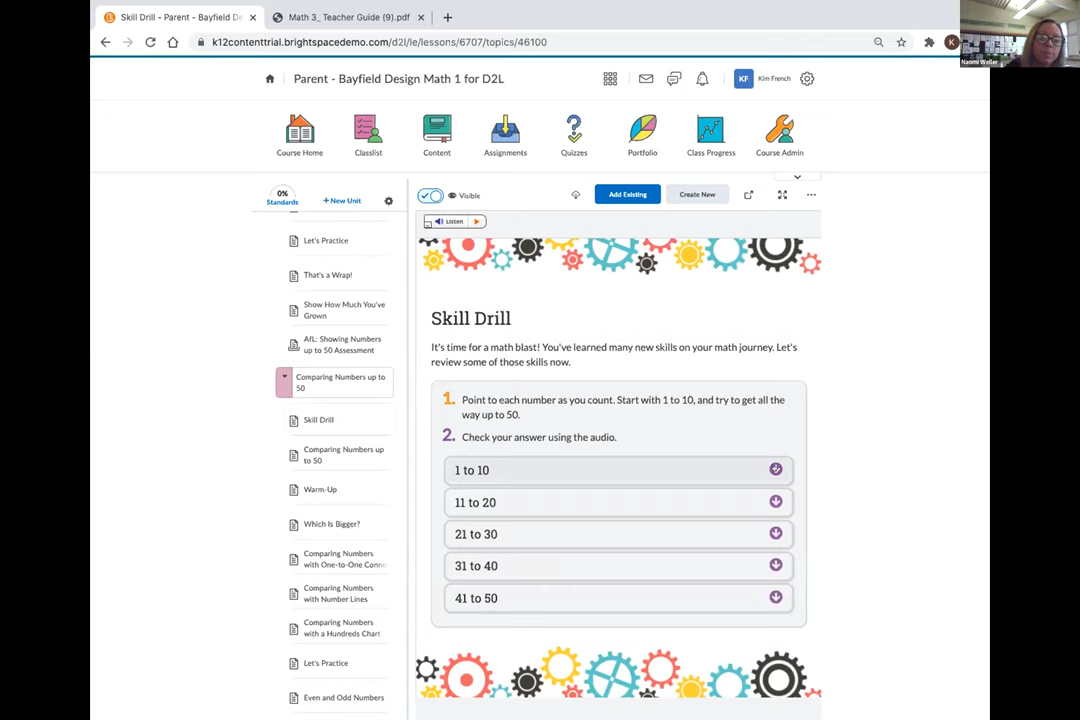 Skill Drill - Parent - Bayfield De
Math 3_ Teacher Guide (9).pdf
k12contenttrial.brightspacedemo.com/d2l/le/lessons/6707/topics/46100
K
Naomi Weller
Parent - Bayfield Design Math 1 for D2L
KF
Kim French
Course Home
Classlist
Content
Assignments
Quizzes
Portfolio
Class Progress
Course Admin
0%
Standards
+ New Unit
Visible
Add Existing
Create New
Listen
Let's Practice
That's a Wrap!
Show How Much You've
Grown
AfL: Showing Numbers
up to 50 Assessment
Comparing Numbers up to
50
Skill Drill
Comparing Numbers up
to 50
Warm-Up
Which Is Bigger?
Comparing Numbers
with One-to-One Conne
Comparing Numbers
with Number Lines
Comparing Numbers
with a Hundreds Chart
Let's Practice
Even and Odd Numbers
Skill Drill
It's time for a math blast! You've learned many new skills on your math journey. Let's
review some of those skills now.
1. Point to each number as you count. Start with 1 to 10, and try to get all the
way up to 50.
2. Check your answer using the audio.
1 to 10
11 to 20
21 to 30
31 to 40
41 to 50